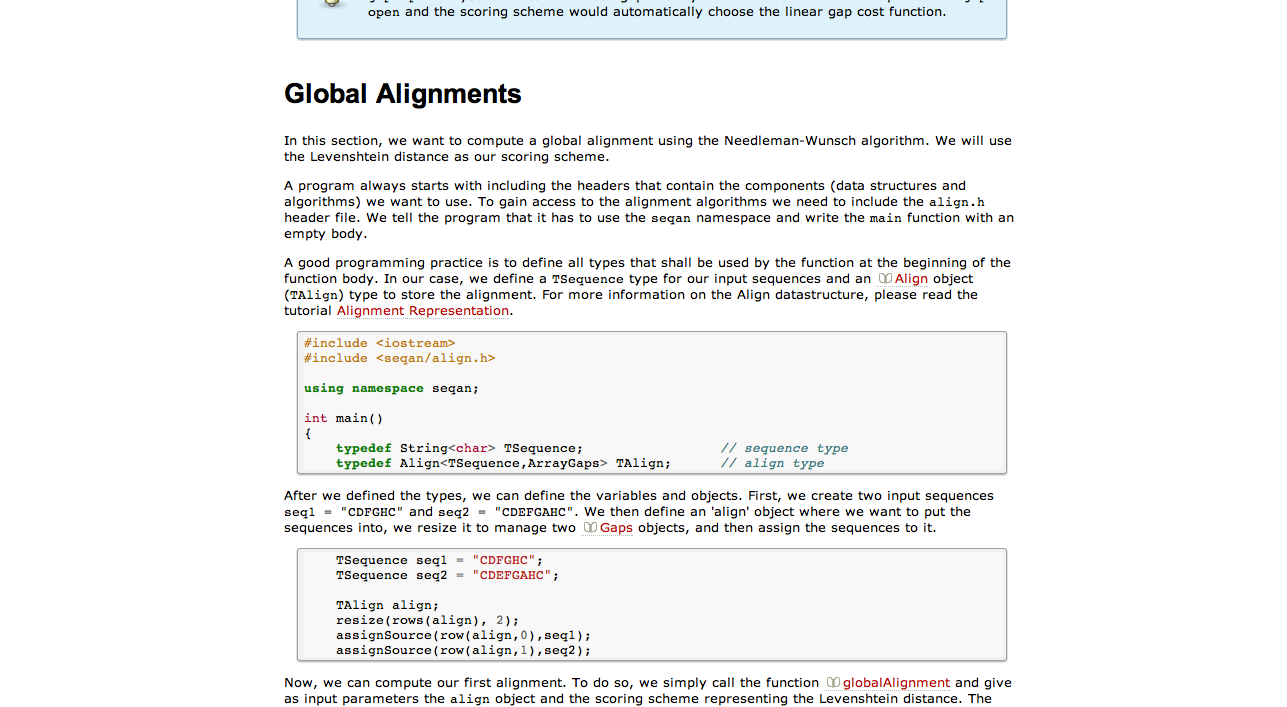 open and the scoring scheme would automatically choose the linear gap cost function.
Global Alignments
In this section, we want to compute a global alignment using the Needleman-Wunsch algorithm. We will use
the Levenshtein distance as our scoring scheme.
A program always starts with including the headers that contain the components (data structures and
algorithms) we want to use. To gain access to the alignment algorithms we need to include the align.h
header file. We tell the program that it has to use the seqan namespace and write the main function with an
empty body.
A good programming practice is to define all types that shall be used by the function at the beginning of the
function body. In our case, we define a TSequence type for our input sequences and an Align object
(TAlign) type to store the alignment. For more information on the Align datastructure, please read the
tutorial Alignment Representation.
#include <iostream>
#include <seqan/align.h>
using namespace seqan;
int main()
{
typedef String<char> TSequence; // sequence type
typedef Align<TSequence,ArrayGaps> TAlign; // align type
After we defined the types, we can define the variables and objects. First, we create two input sequences
seq1 = "CDFGHC" and seq2 = "CDEFGAHC". We then define an 'align' object where we want to put the
sequences into, we resize it to manage two Gaps objects, and then assign the sequences to it.
TSequence seq1 = "CDFGHC";
TSequence seq2 = "CDEFGAHC";
TAlign align;
resize(rows(align), 2);
assignSource(row(align,0),seq1);
assignSource(row(align,1),seq2);
Now, we can compute our first alignment. To do so, we simply call the function globalAlignment and give
as input parameters the align object and the scoring scheme representing the Levenshtein distance. The